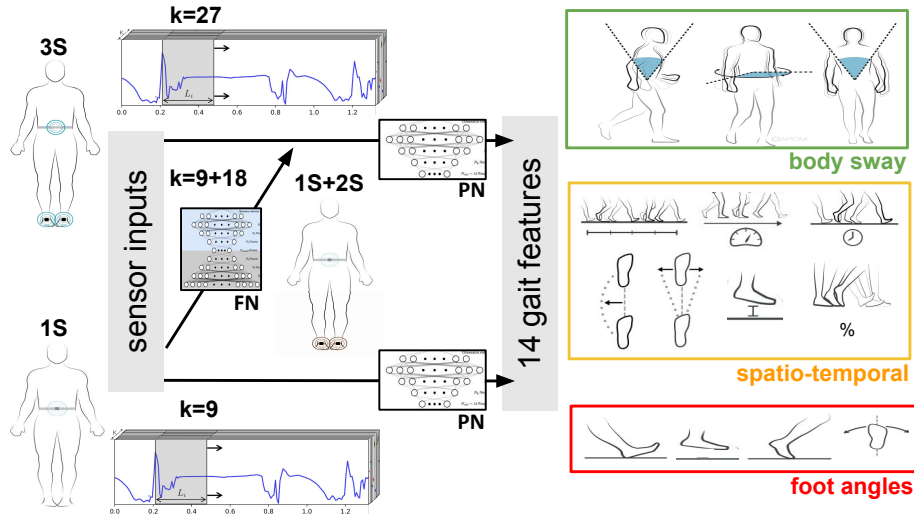 k=27
3S
K
L_i
0.0 0.2 0.4 0.6 0.8 1.0 1.2
body sway
PN
k=9+18
1S+2S
sensor inputs
FN
14 gait features
%
spatio-temporal
1S
PN
k=9
K
L_i
0.0 0.2 0.4 0.6 0.8 1.0 1.2
foot angles